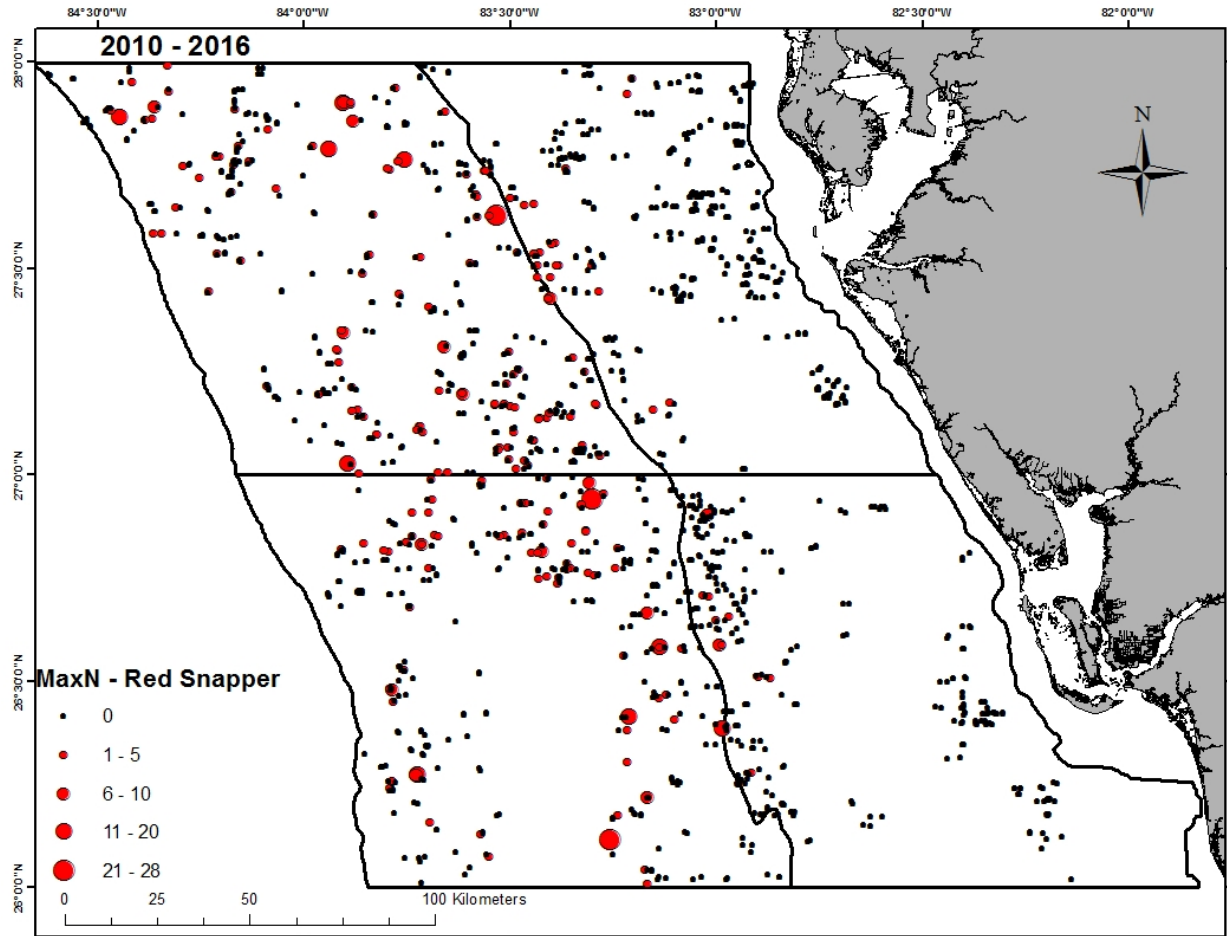 84°30'0"W 84°0'0"W 83°30'0"W 83°0'0"W 82°30'0"W 82°0'0"W
2010 - 2016
28°0'0"N
N
27°30'0"N
27°0'0"N
26°30'0"N
26°0'0"N
MaxN - Red Snapper
0
1 - 5
6 - 10
11 - 20
21 - 28
0 25 50 100 Kilometers